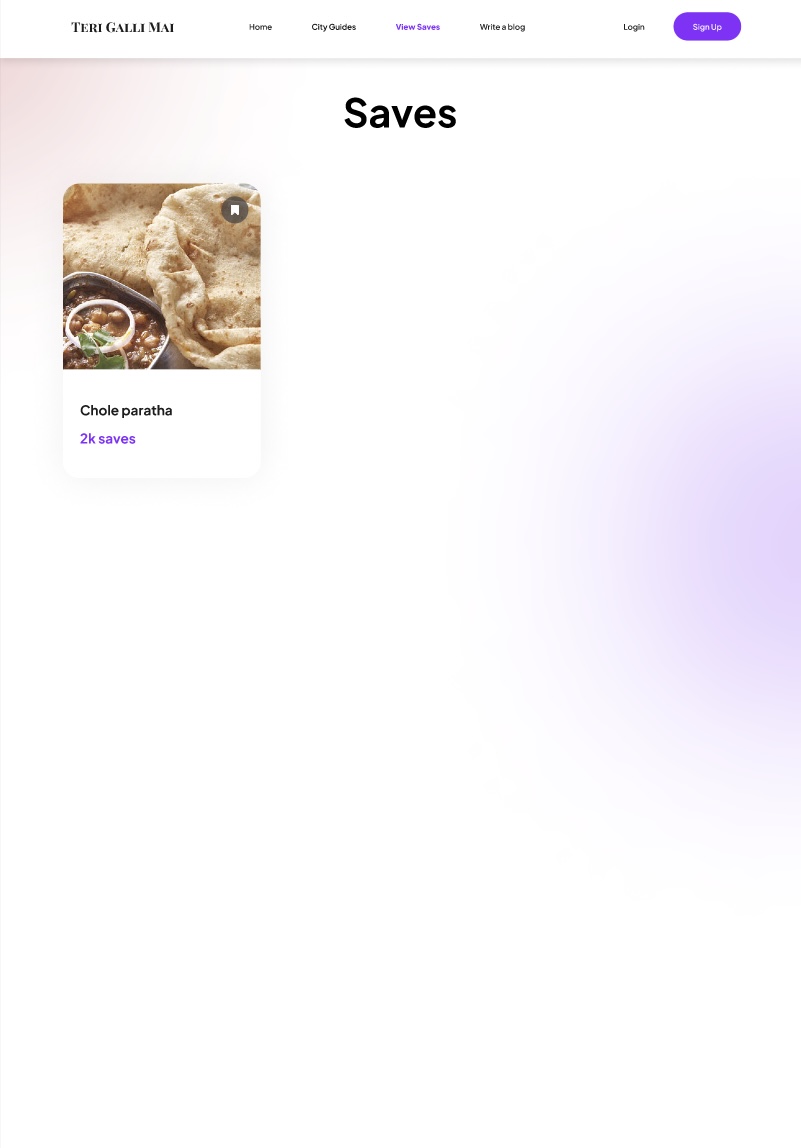 TERI GALLI MAI
Home
City Guides
View Saves
Write a blog
Login
Sign Up
Saves
Chole paratha
2k saves